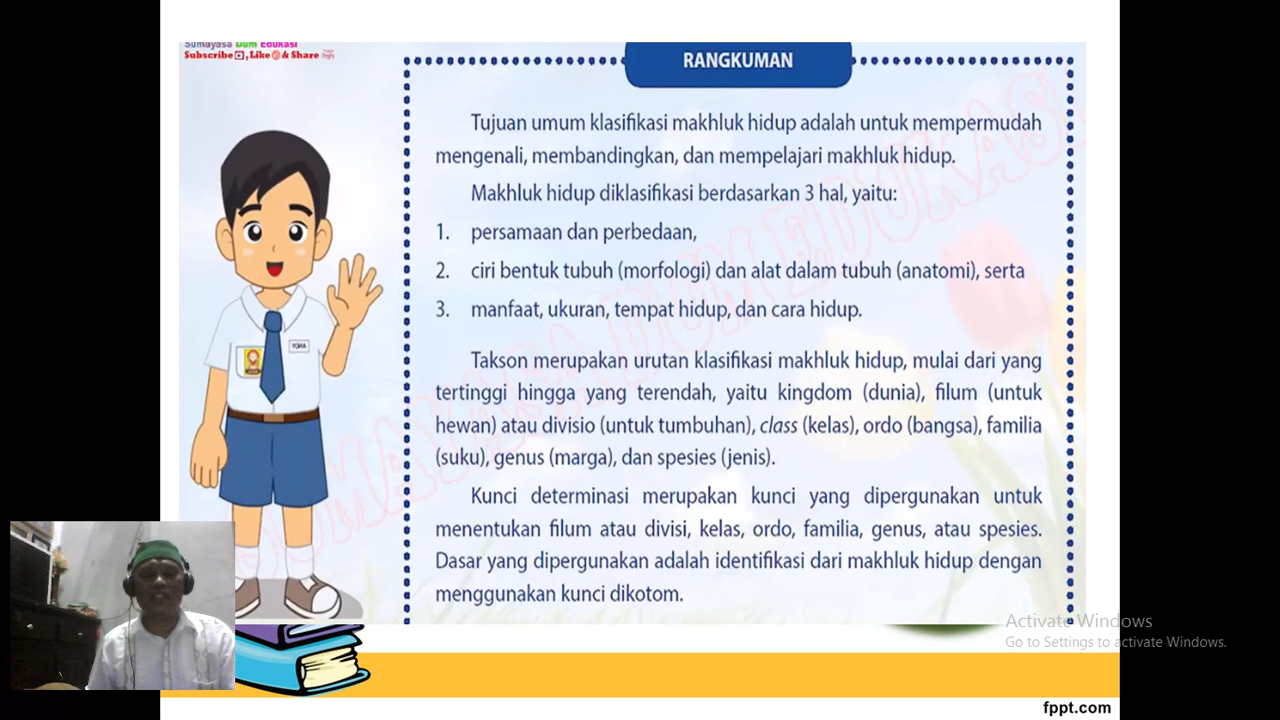 Sumayasa Dum Edukasi
Subscribe, Like & Share
RANGKUMAN
Tujuan umum klasifikasi makhluk hidup adalah untuk mempermudah
mengenali, membandingkan, dan mempelajari makhluk hidup.
Makhluk hidup diklasifikasi berdasarkan 3 hal, yaitu:
1. persamaan dan perbedaan,
2. ciri bentuk tubuh (morfologi) dan alat dalam tubuh (anatomi), serta
3. manfaat, ukuran, tempat hidup, dan cara hidup.
Takson merupakan urutan klasifikasi makhluk hidup, mulai dari yang
tertinggi hingga yang terendah, yaitu kingdom (dunia), filum (untuk
hewan) atau divisio (untuk tumbuhan), class (kelas), ordo (bangsa), familia
(suku), genus (marga), dan spesies (jenis).
Kunci determinasi merupakan kunci yang dipergunakan untuk
menentukan filum atau divisi, kelas, ordo, familia, genus, atau spesies.
Dasar yang dipergunakan adalah identifikasi dari makhluk hidup dengan
menggunakan kunci dikotom.
Activate Windows
Go to Settings to activate Windows.
fppt.com